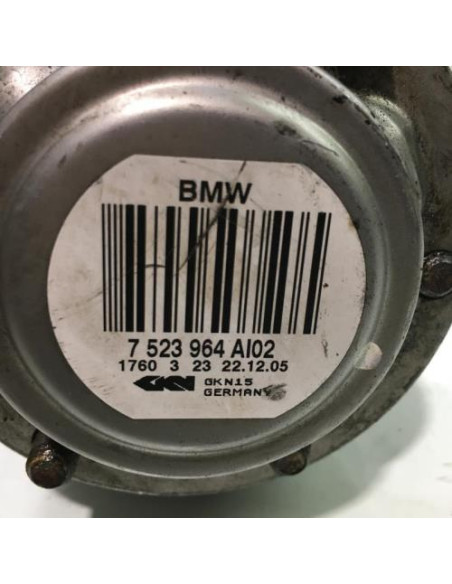 BMW
7 523 964 AI02
1760 3 23 22.12.05
GKN GKN15
GERMANY